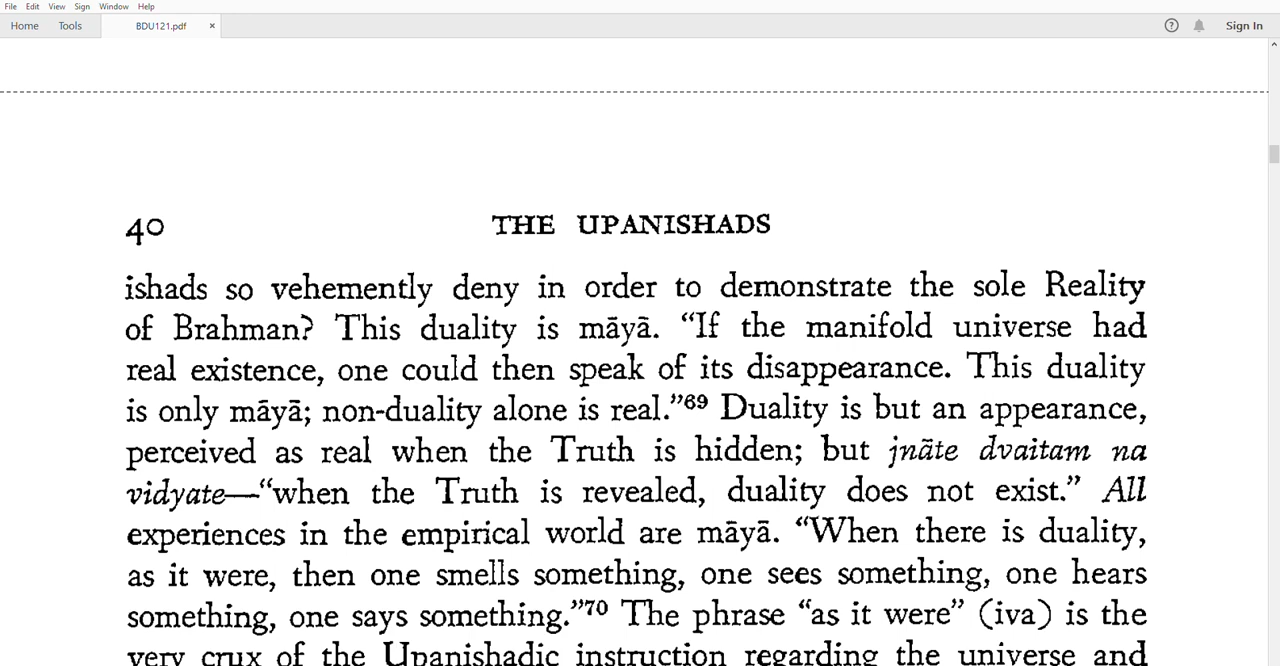 File Edit View Sign Window Help
Home Tools BDU121.pdf × ? Sign In
40 THE UPANISHADS
ishads so vehemently deny in order to demonstrate the sole Reality
of Brahman? This duality is māyā. “If the manifold universe had
real existence, one could then speak of its disappearance. This duality
is only māyā; non-duality alone is real.”⁶⁹ Duality is but an appearance,
perceived as real when the Truth is hidden; but jnāte dvaitam na
vidyate—“when the Truth is revealed, duality does not exist.” All
experiences in the empirical world are māyā. “When there is duality,
as it were, then one smells something, one sees something, one hears
something, one says something.”⁷⁰ The phrase “as it were” (iva) is the
very crux of the Upanishadic instruction regarding the universe and